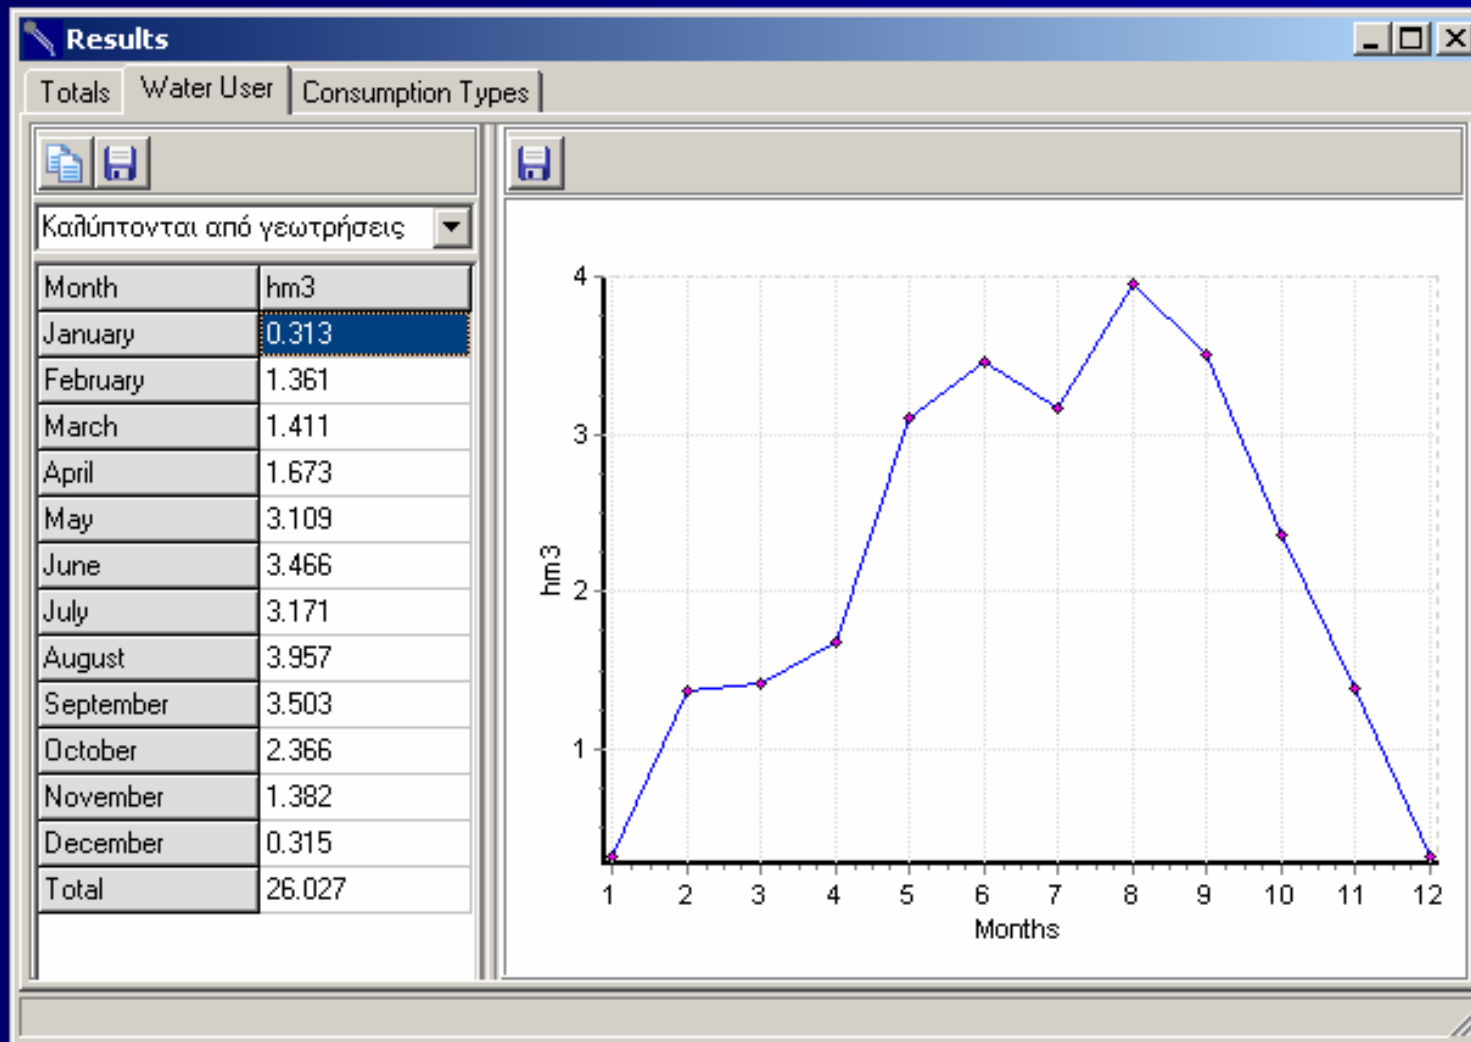 Results
Totals Water User Consumption Types
Καλύπτονται από γεωτρήσεις
Month hm3
January 0.313
February 1.361
March 1.411
April 1.673
May 3.109
June 3.466
July 3.171
August 3.957
September 3.503
October 2.366
November 1.382
December 0.315
Total 26.027
4
3
2
1
hm3
1 2 3 4 5 6 7 8 9 10 11 12
Months